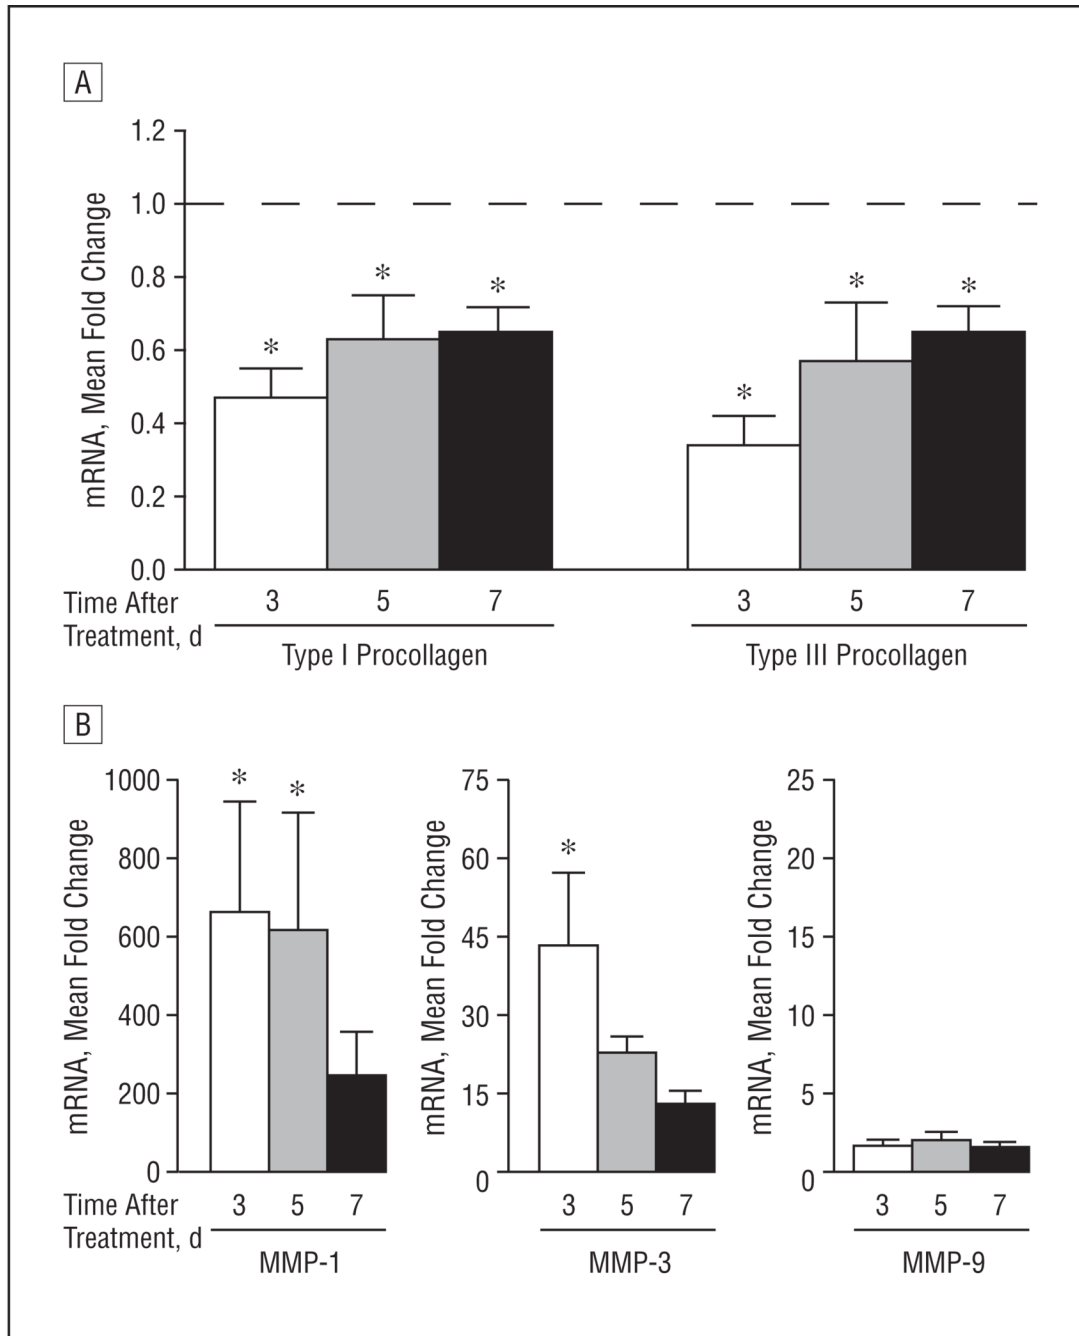 A
mRNA, Mean Fold Change
1.2
1.0
0.8
0.6
0.4
0.2
0.0
* * * * * *
Time After
Treatment, d
3 5 7 3 5 7
Type I Procollagen Type III Procollagen
B
mRNA, Mean Fold Change
1000
800
600
400
200
0
* *
Time After
Treatment, d
3 5 7
MMP-1
mRNA, Mean Fold Change
75
60
45
30
15
0
*
3 5 7
MMP-3
mRNA, Mean Fold Change
25
20
15
10
5
0
3 5 7
MMP-9